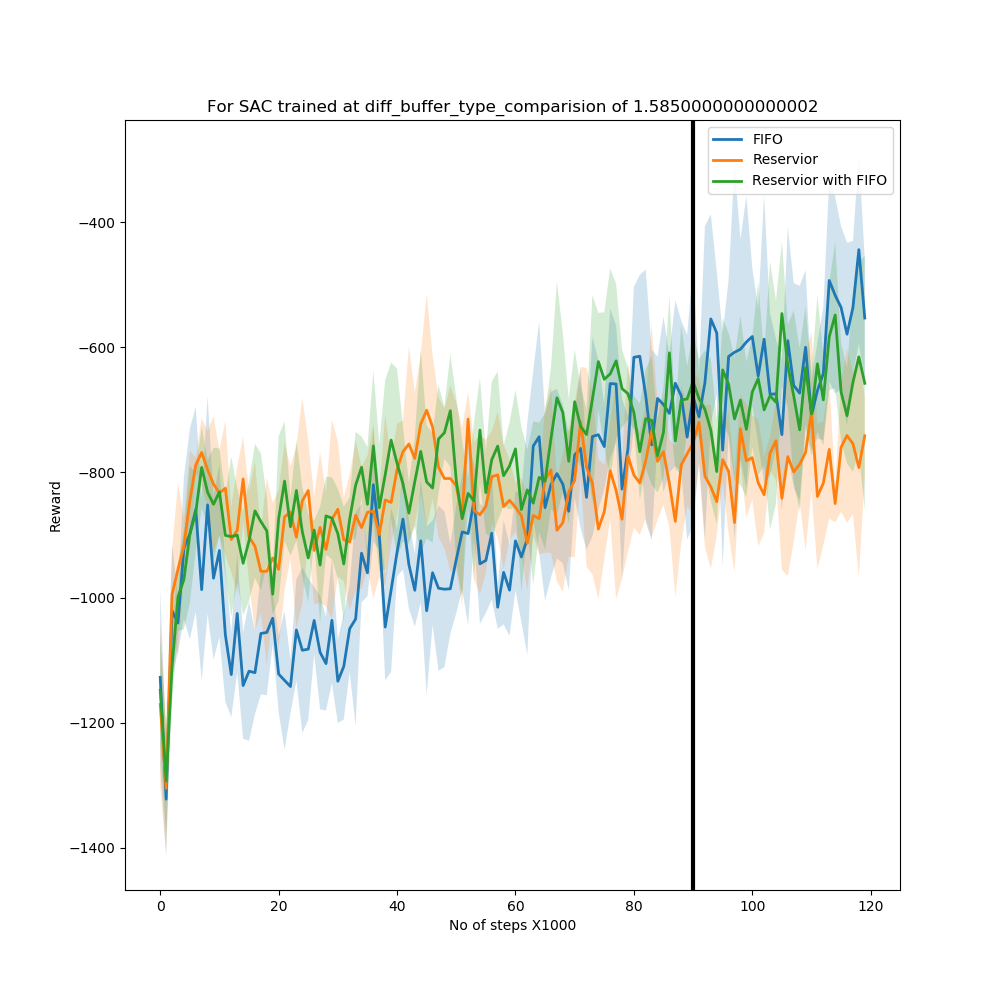 For SAC trained at diff_buffer_type_comparision of 1.5850000000000002
FIFO
Reservior
Reservior with FIFO
−400
−600
−800
−1000
−1200
−1400
Reward
0 20 40 60 80 100 120
No of steps X1000